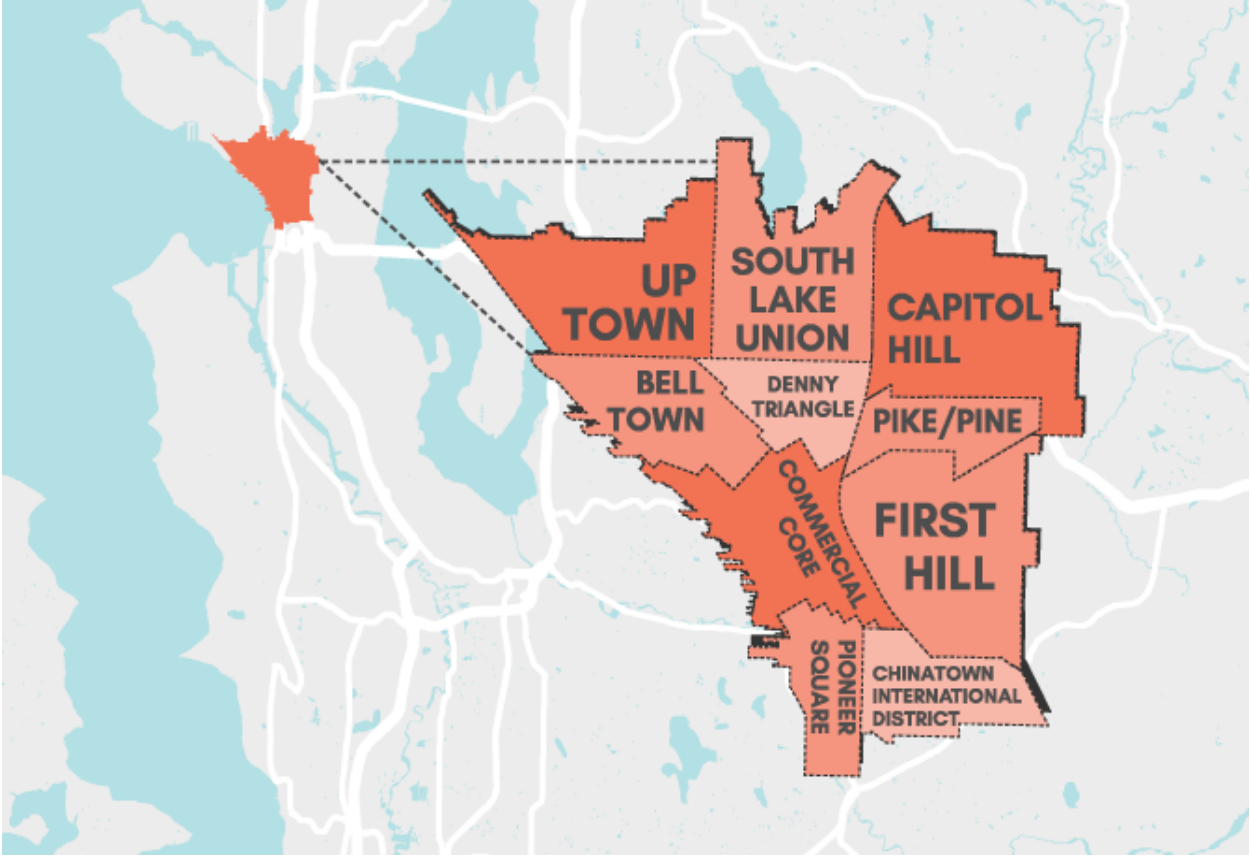 UP
TOWN
SOUTH
LAKE
UNION
CAPITOL
HILL
BELL
TOWN
DENNY
TRIANGLE
PIKE/PINE
COMMERCIAL
CORE
FIRST
HILL
PIONEER
SQUARE
CHINATOWN
INTERNATIONAL
DISTRICT